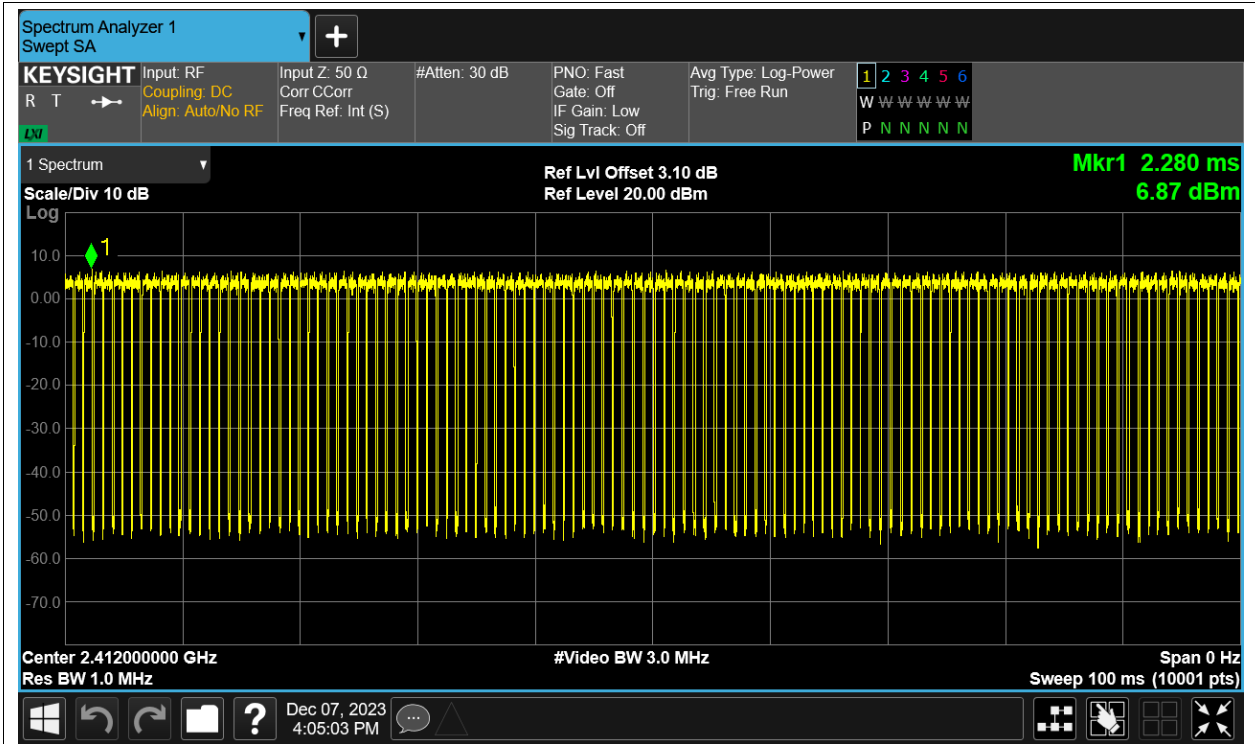 Spectrum Analyzer 1
Swept SA
KEYSIGHT
R T
LXI
Input: RF
Coupling: DC
Align: Auto/No RF
Input Z: 50 Ω
Corr CCorr
Freq Ref: Int (S)
#Atten: 30 dB
PNO: Fast
Gate: Off
IF Gain: Low
Sig Track: Off
Avg Type: Log-Power
Trig: Free Run
1 2 3 4 5 6
W W W W W W
P N N N N N
1 Spectrum
Scale/Div 10 dB
Ref Lvl Offset 3.10 dB
Ref Level 20.00 dBm
Mkr1 2.280 ms
6.87 dBm
Log
1
10.0
0.00
-10.0
-20.0
-30.0
-40.0
-50.0
-60.0
-70.0
Center 2.412000000 GHz
Res BW 1.0 MHz
#Video BW 3.0 MHz
Span 0 Hz
Sweep 100 ms (10001 pts)
?
Dec 07, 2023
4:05:03 PM